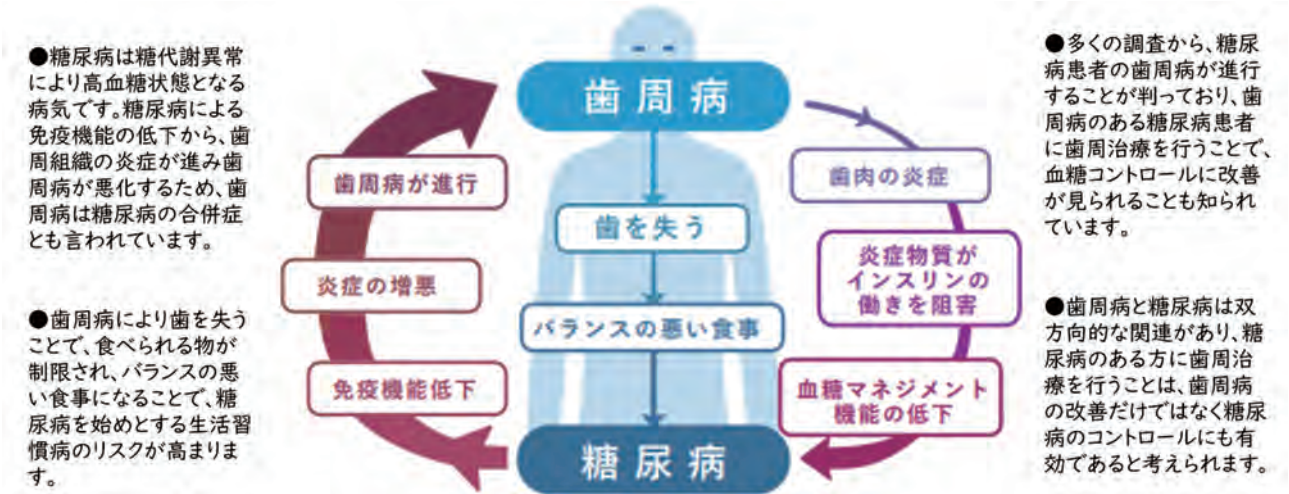 ●糖尿病は糖代謝異常
により高血糖状態となる
病気です。糖尿病による
免疫機能の低下から、歯
周組織の炎症が進み歯
周病が悪化するため、歯
周病は糖尿病の合併症
とも言われています。
●歯周病により歯を失う
ことで、食べられる物が
制限され、バランスの悪
い食事になることで、糖
尿病を始めとする生活習
慣病のリスクが高まりま
す。
歯周病
歯周病が進行
炎症の増悪
免疫機能低下
歯を失う
バランスの悪い食事
糖尿病
歯肉の炎症
炎症物質が
インスリンの
働きを阻害
血糖マネジメント
機能の低下
●多くの調査から、糖尿
病患者の歯周病が進行
することが判っており、歯
周病のある糖尿病患者
に歯周治療を行うことで、
血糖コントロールに改善
が見られることも知られ
ています。
●歯周病と糖尿病は双
方向的な関連があり、糖
尿病のある方に歯周治
療を行うことは、歯周病
の改善だけではなく糖尿
病のコントロールにも有
効であると考えられます。